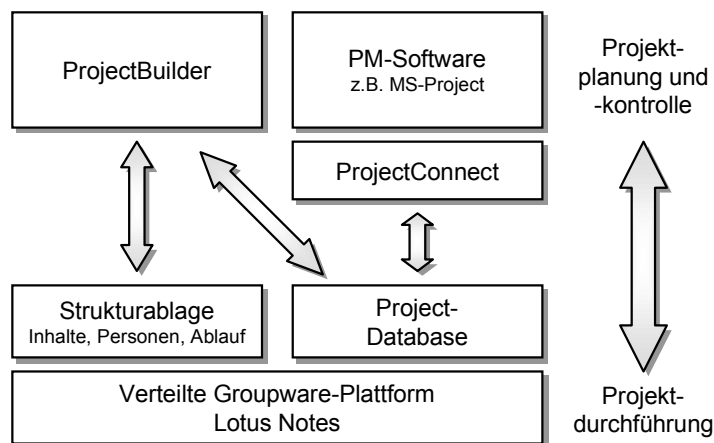 ProjectBuilder
PM-Software
z.B. MS-Project
Projekt-
planung und
-kontrolle
ProjectConnect
Strukturablage
Inhalte, Personen, Ablauf
Project-
Database
Verteilte Groupware-Plattform
Lotus Notes
Projekt-
durchführung